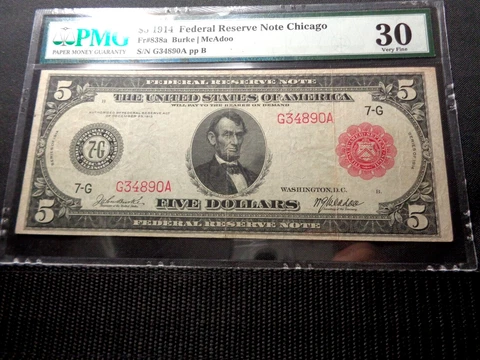 PMG
PAPER MONEY GUARANTY
$5 1914 Federal Reserve Note Chicago
Fr#838a Burke | McAdoo
S/N G34890A pp B
30
Very Fine
FEDERAL RESERVE NOTE
5 5
THE UNITED STATES OF AMERICA
WILL PAY TO THE BEARER ON DEMAND
G34890A 7-G
7-G
7-G G34890A
WASHINGTON, D.C.
FIVE DOLLARS
5 5
FEDERAL RESERVE NOTE